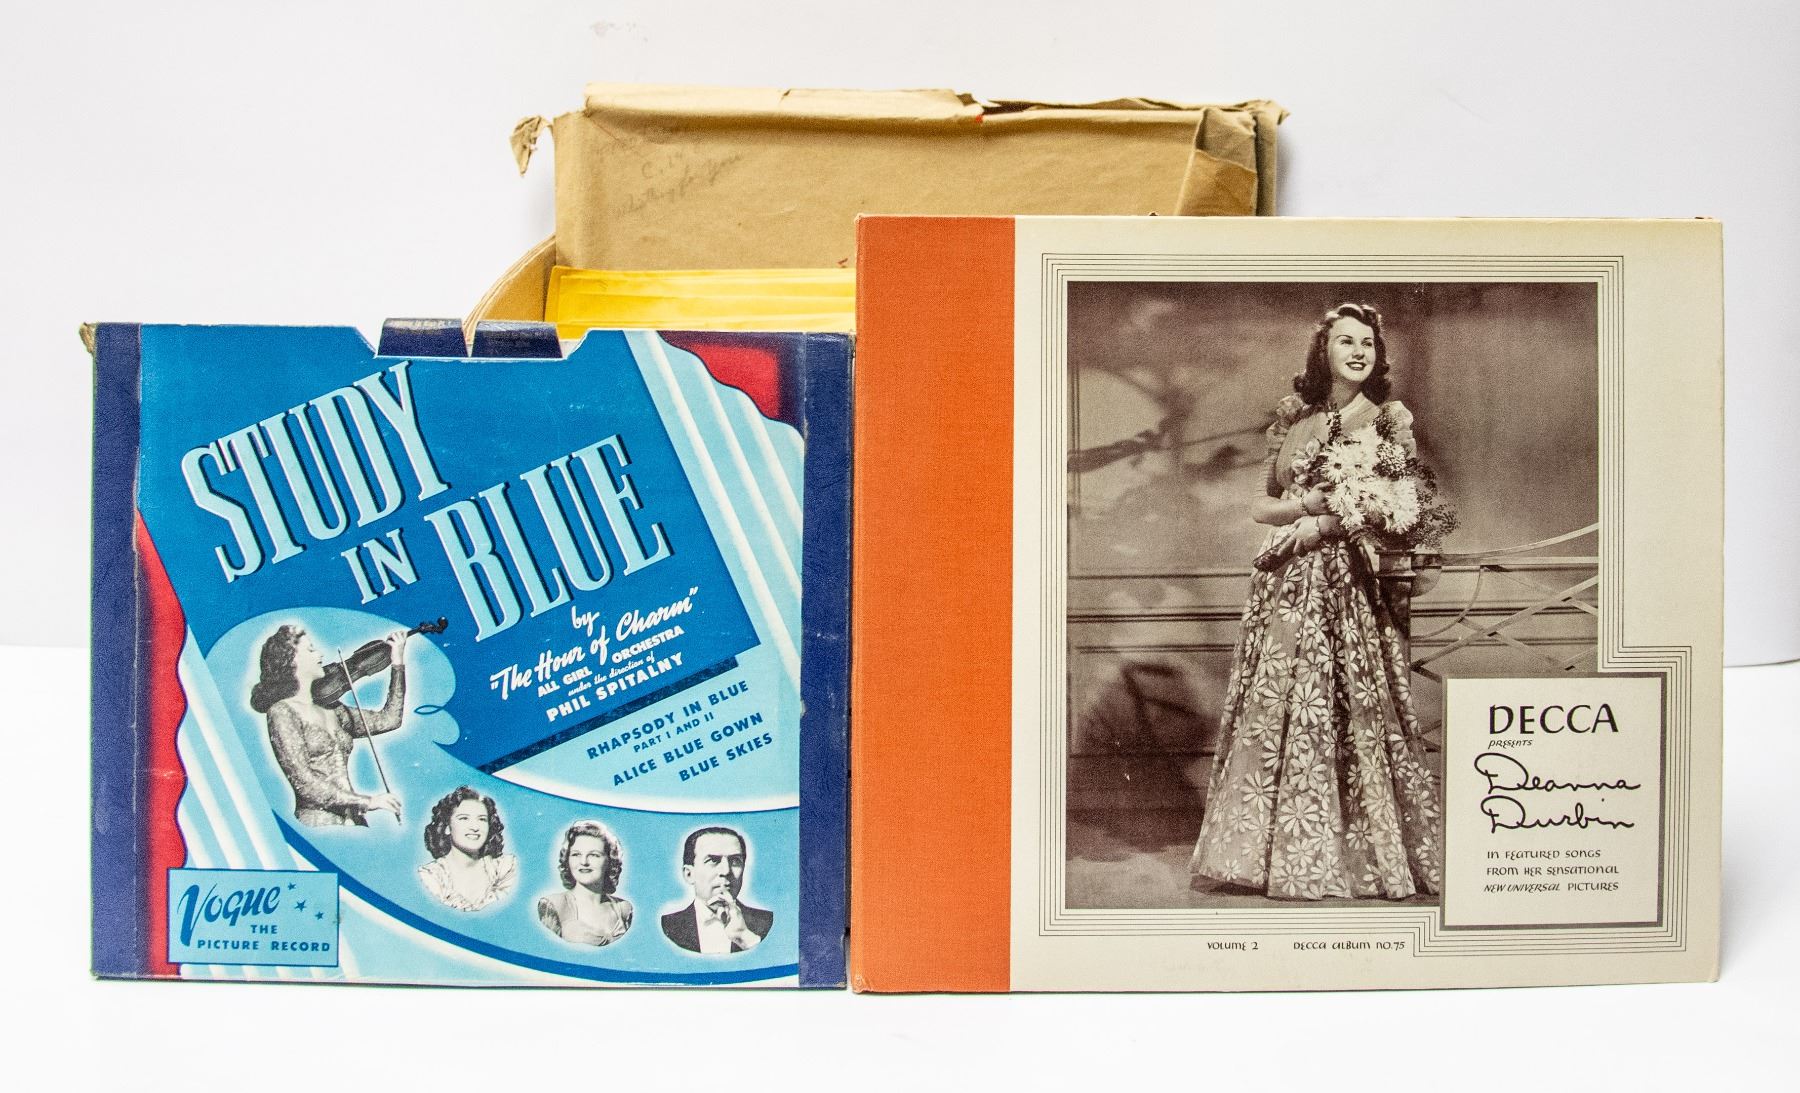 STUDY
IN BLUE
by
"The Hour of Charm"
ALL GIRL ORCHESTRA
under the direction of
PHIL SPITALNY
RHAPSODY IN BLUE
PART I AND II
ALICE BLUE GOWN
BLUE SKIES
VOGUE
THE
PICTURE RECORD
DECCA
PRESENTS
Deanna
Durbin
IN FEATURED SONGS
FROM HER SENSATIONAL
NEW UNIVERSAL PICTURES
VOLUME 2 DECCA ALBUM NO. 75